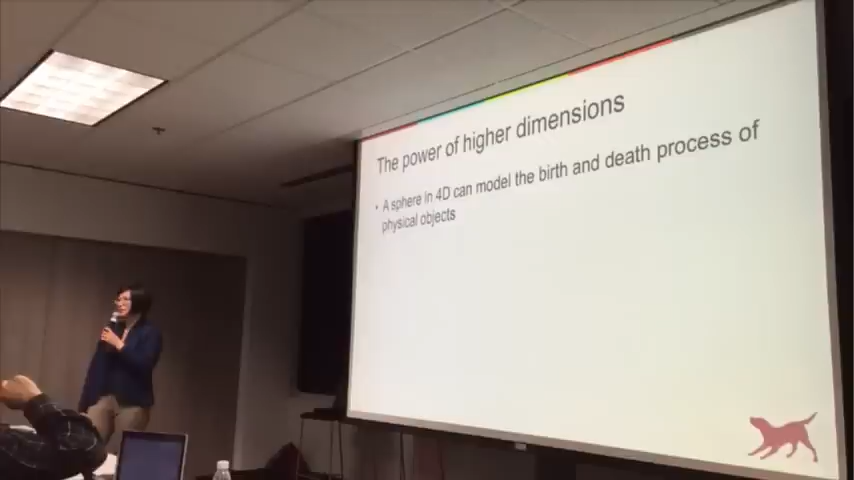 The power of higher dimensions
• A sphere in 4D can model the birth and death process of
physical objects